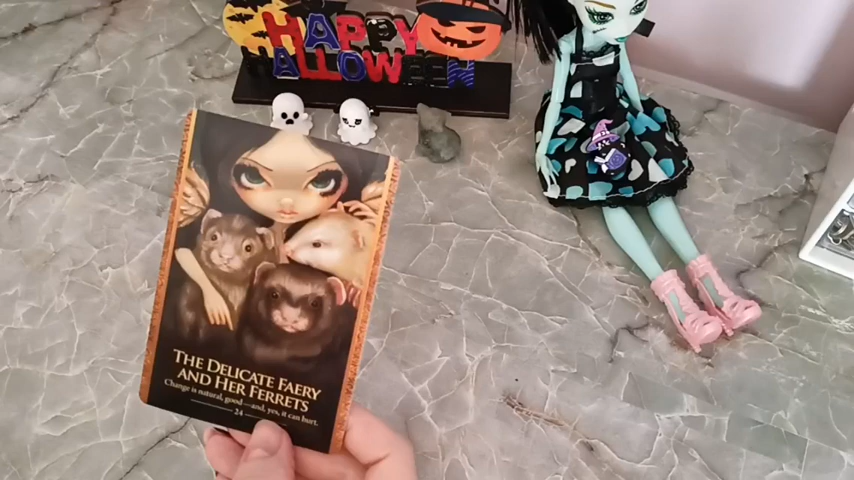 HAPPY
HALLOWEEN
THE DELICATE FAERY
AND HER FERRETS
Change is natural, good—and, yes, it can hurt.
24